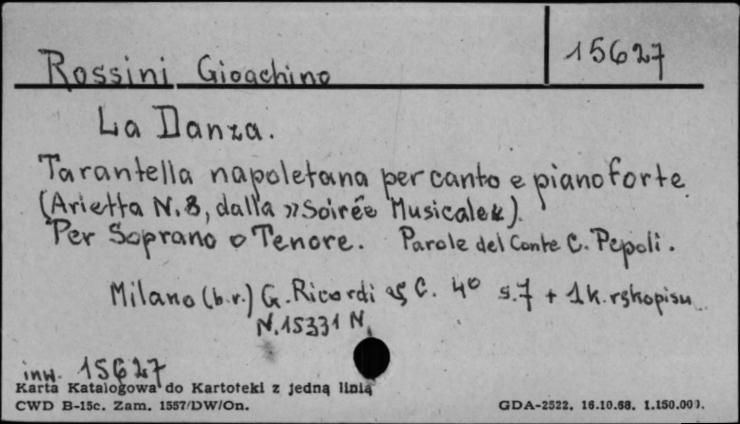 15627
Rossini Gioachino
La Danza.
Tarantella napoletana per canto e pianoforte
(Arietta N. 8, dalla »Soirée Musicale«).
Per Soprano o Tenore. Parole del Conte C. Pepoli.
Milano (b.r.) G. Ricordi & C. 4° s. 7 + 1 k. rękopisu
N. 15331 N.
inw. 15627
Karta Katalogowa do Kartoteki z jedną linią
CWD B-15c. Zam. 1557/DW/On. GDA-2522. 16.10.68. 1.150.000.